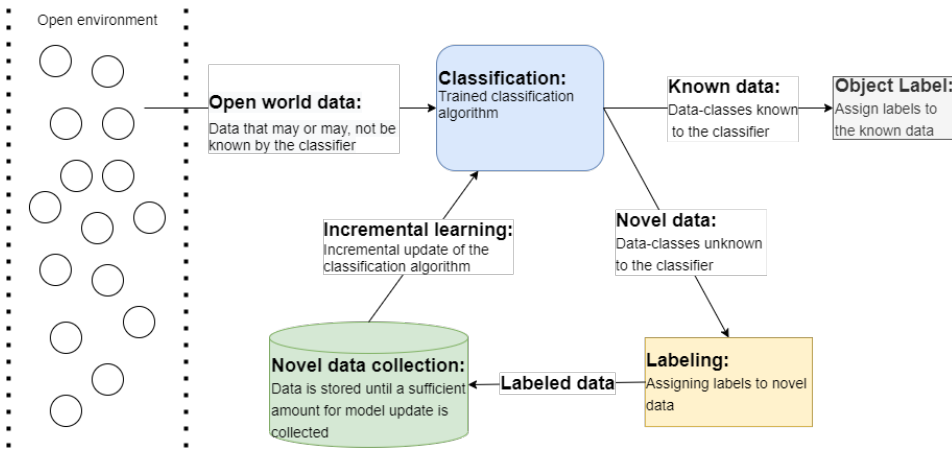 Open environment
Open world data:
Data that may or may, not be
known by the classifier
Classification:
Trained classification
algorithm
Known data:
Data-classes known
to the classifier
Object Label:
Assign labels to
the known data
Incremental learning:
Incremental update of the
classification algorithm
Novel data:
Data-classes unknown
to the classifier
Novel data collection:
Data is stored until a sufficient
amount for model update is
collected
Labeled data
Labeling:
Assigning labels to novel
data